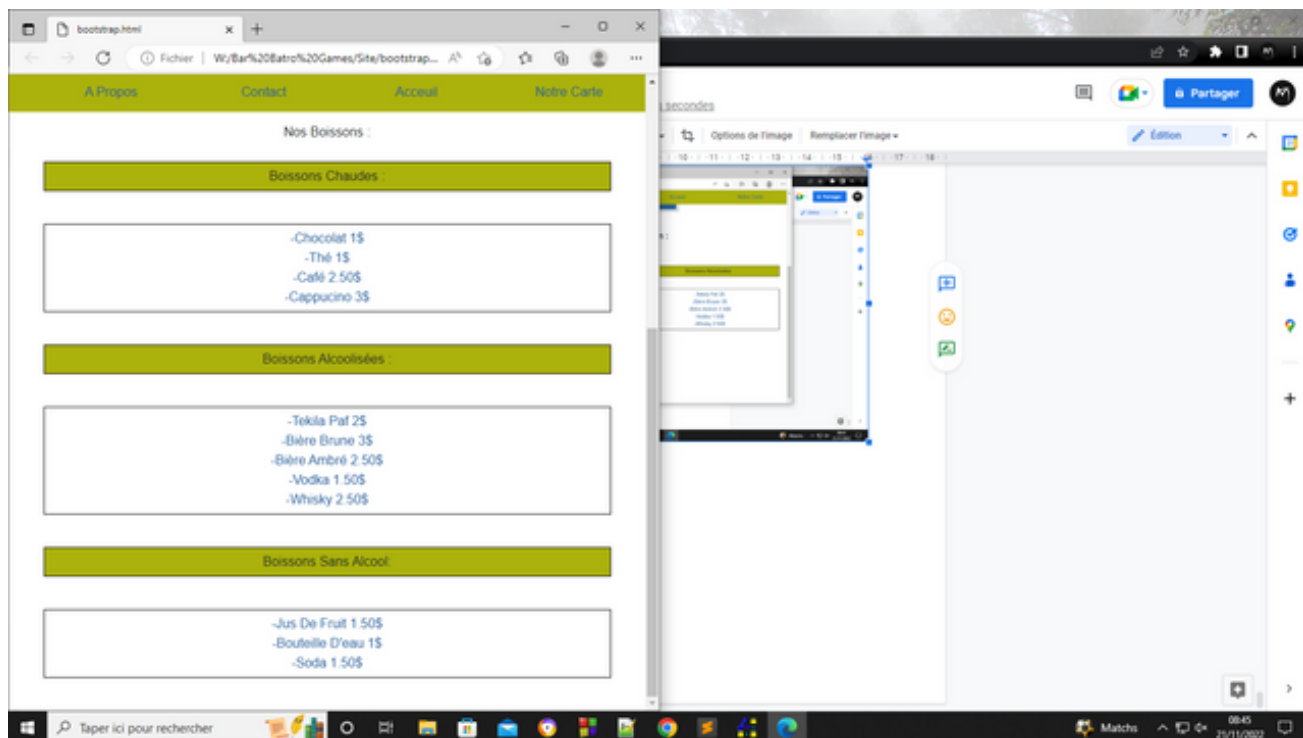 bootstrap.html
Fichier | W:/Bar%20Batro%20Games/Site/bootstrap...
A Propos Contact Acceuil Notre Carte
Nos Boissons :
Boissons Chaudes :
-Chocolat 1$
-Thé 1$
-Café 2.50$
-Cappucino 3$
Boissons Alcoolisées :
-Tekila Paf 2$
-Bière Brune 3$
-Bière Ambré 2.50$
-Vodka 1.50$
-Whisky 2.50$
Boissons Sans Alcool:
-Jus De Fruit 1.50$
-Bouteille D'eau 1$
-Soda 1.50$
secondes
Partager
Options de l'image Remplacer l'image
Édition
Taper ici pour rechercher
Matchs
08:45
21/11/2022